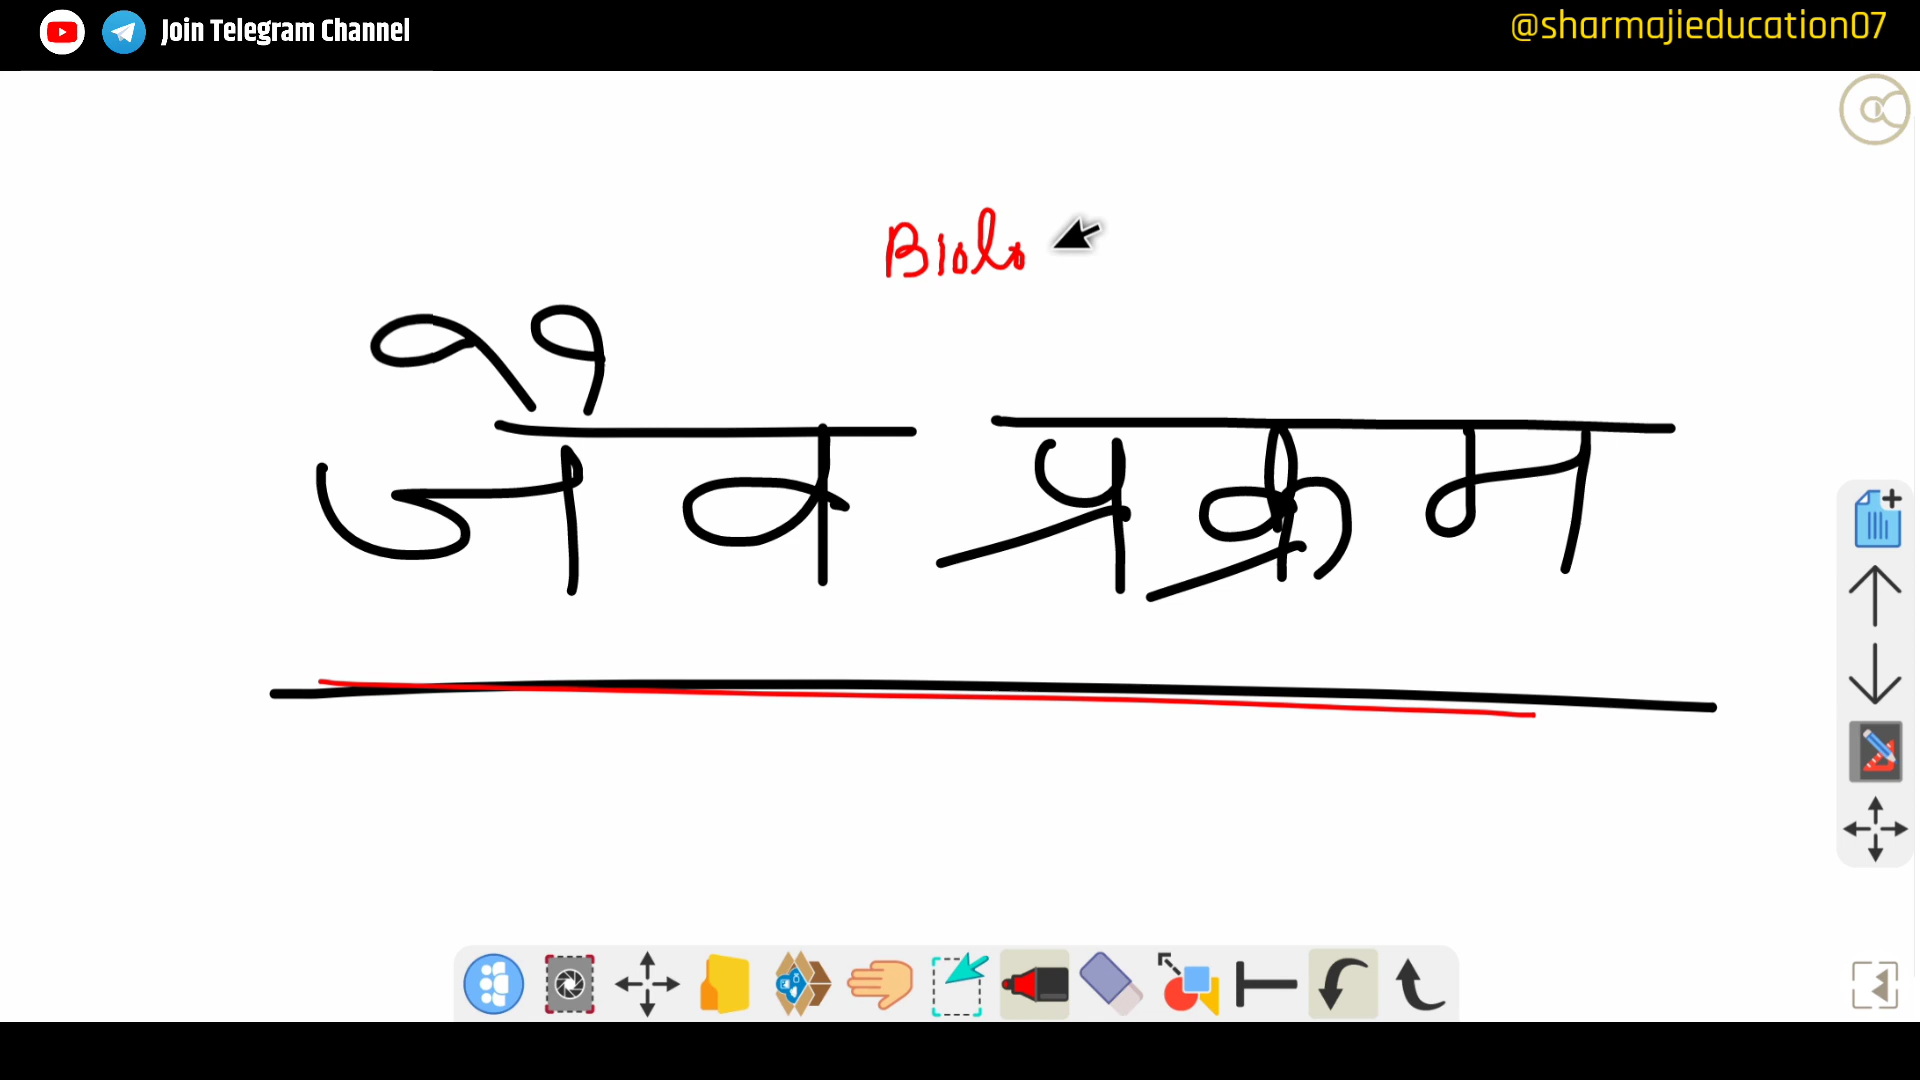 Join Telegram Channel
@sharmajieducation07
Biolo
जैव प्रक्रम